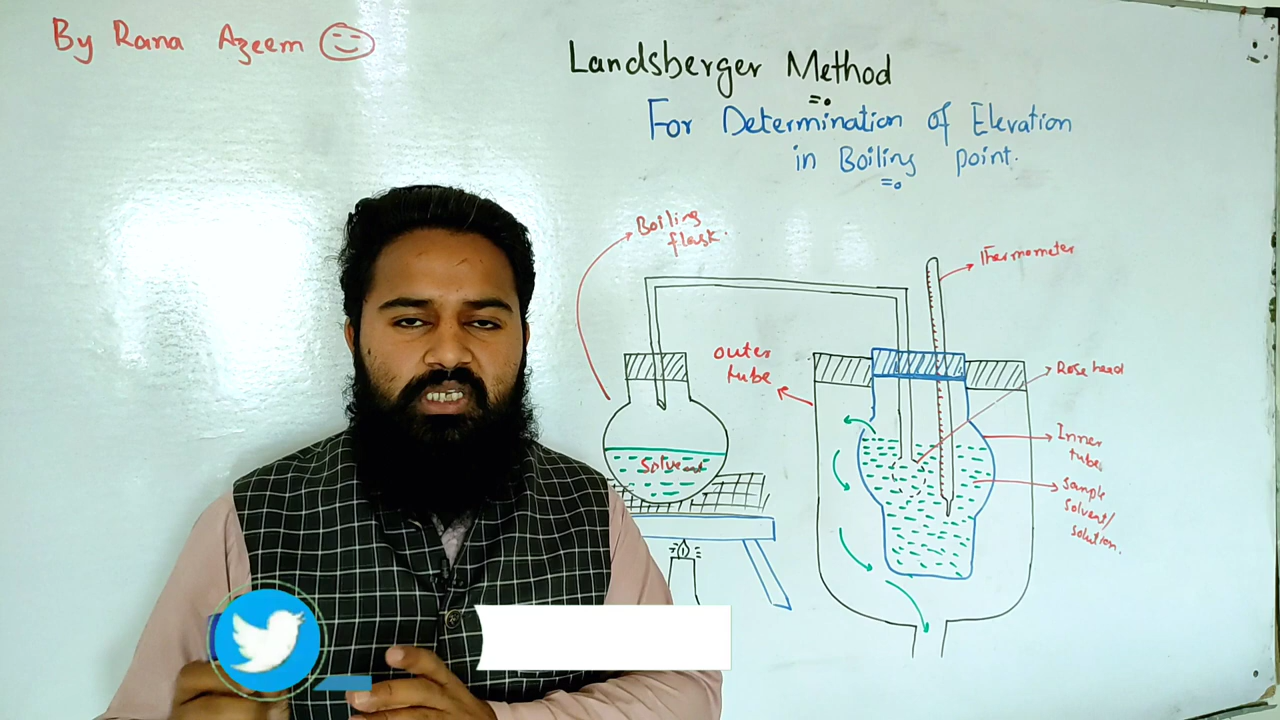 By Rana Azeem
Landsberger Method
For Determination of Elevation
in Boiling point.
Boiling
flask.
Thermometer
outer
tube
Rose head
Inner
tube
Solvent
Sample
Solvent/
Solution.